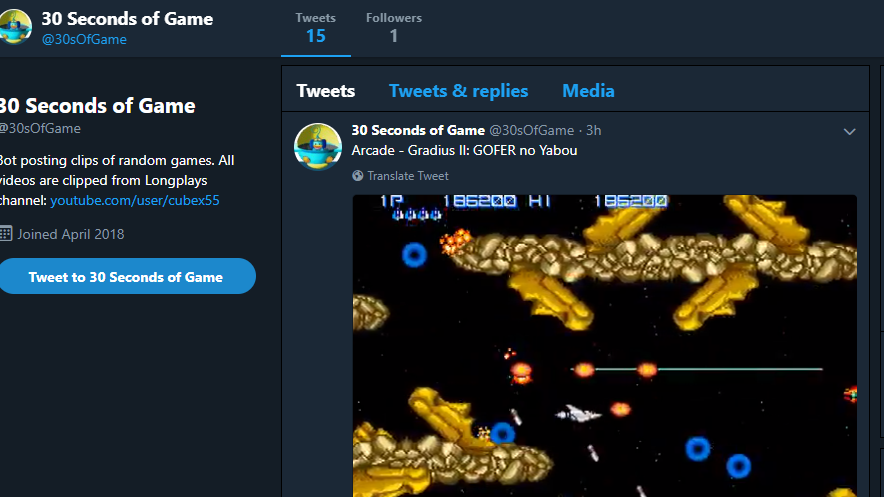 30 Seconds of Game
@30sOfGame
Tweets
15
Followers
1
30 Seconds of Game
@30sOfGame
Bot posting clips of random games. All
videos are clipped from Longplays
channel: youtube.com/user/cubex55
Joined April 2018
Tweet to 30 Seconds of Game
Tweets Tweets & replies Media
30 Seconds of Game @30sOfGame · 3h
Arcade - Gradius II: GOFER no Yabou
Translate Tweet
1P 186200 HI 186200